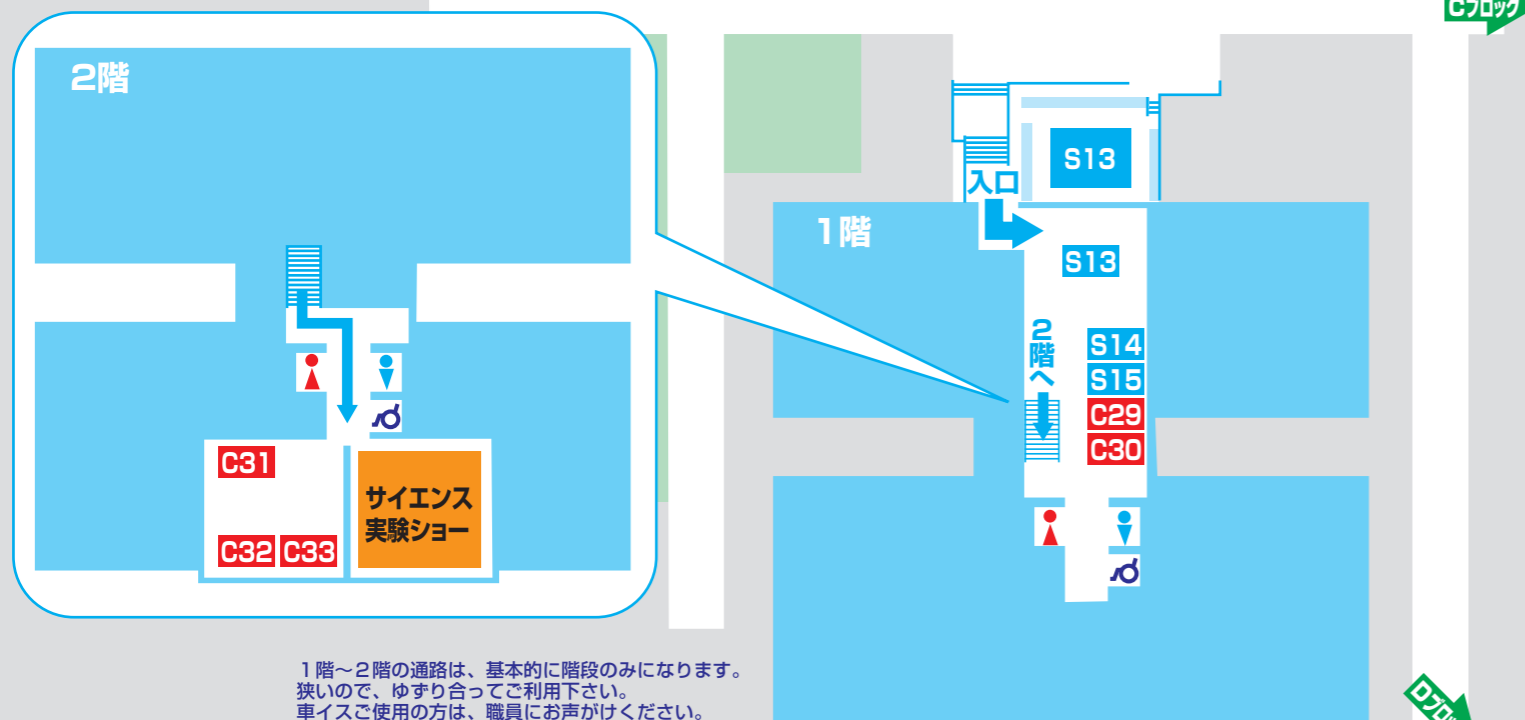 Cブロック
2階
C31
C32
C33
サイエンス
実験ショー
1階
入口
S13
S13
2階へ
S14
S15
C29
C30
1階～2階の通路は、基本的に階段のみになります。
狭いので、ゆずり合ってご利用下さい。
車イスご使用の方は、職員にお声がけください。